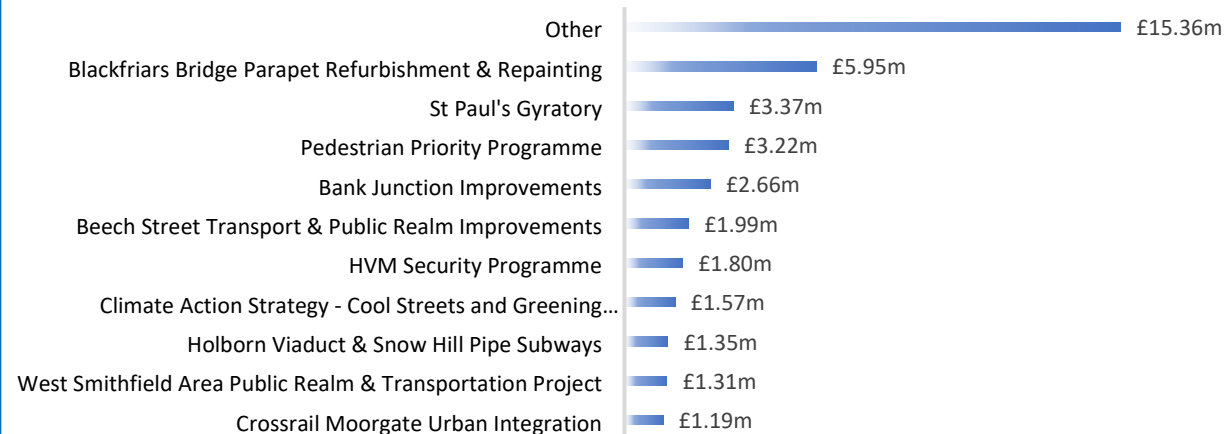 Other £15.36m
Blackfriars Bridge Parapet Refurbishment & Repainting £5.95m
St Paul's Gyratory £3.37m
Pedestrian Priority Programme £3.22m
Bank Junction Improvements £2.66m
Beech Street Transport & Public Realm Improvements £1.99m
HVM Security Programme £1.80m
Climate Action Strategy - Cool Streets and Greening... £1.57m
Holborn Viaduct & Snow Hill Pipe Subways £1.35m
West Smithfield Area Public Realm & Transportation Project £1.31m
Crossrail Moorgate Urban Integration £1.19m